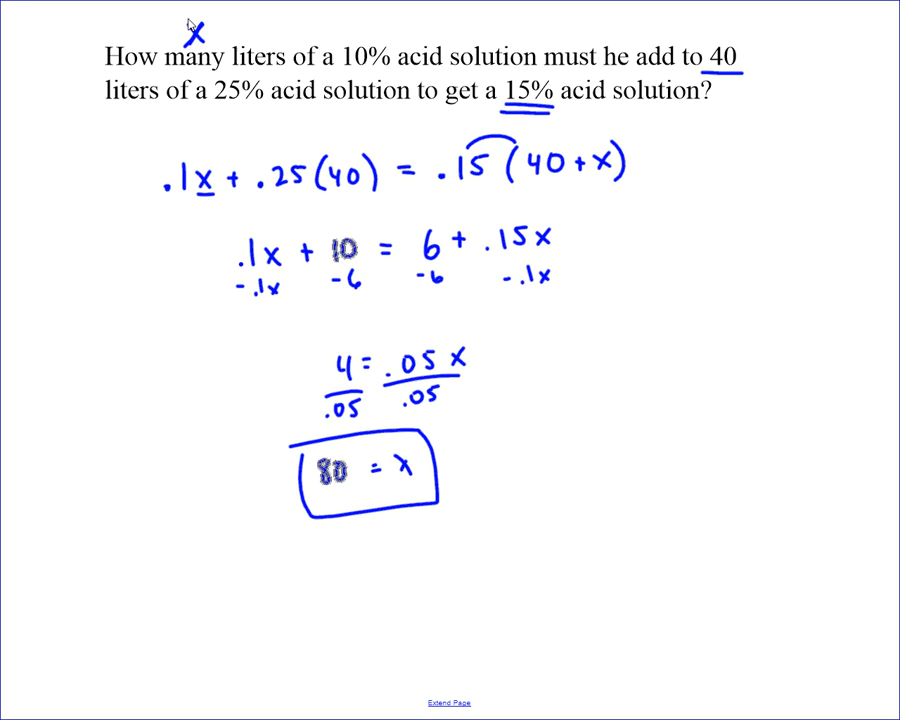 x
How many liters of a 10% acid solution must he add to 40
liters of a 25% acid solution to get a 15% acid solution?
.1x + .25(40) = .15(40+x)
.1x + 10 = 6 + .15x
-.1x -6 -6 -.1x
4 = .05x
.05 .05
80 = x
Extend Page